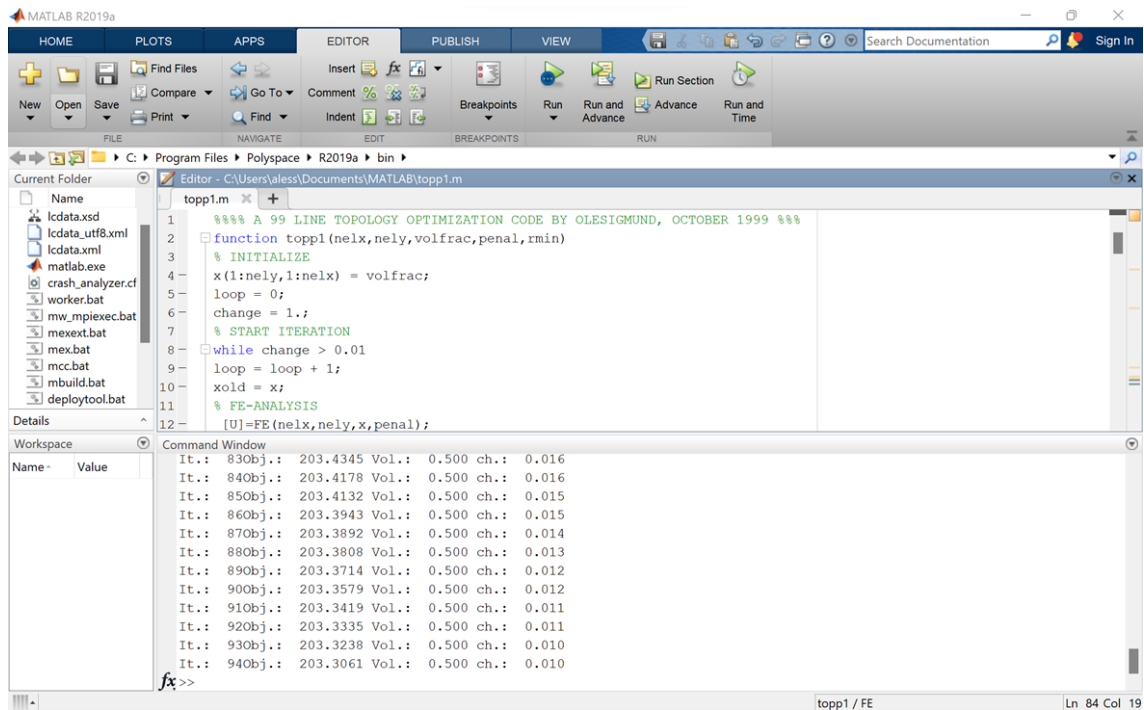 MATLAB R2019a
HOME PLOTS APPS EDITOR PUBLISH VIEW Search Documentation Sign In
New Open Save Find Files Compare Print
Go To Find
Insert fx Comment % Indent
Breakpoints
Run Run and Advance Run Section Advance Run and Time
FILE NAVIGATE EDIT BREAKPOINTS RUN
C: Program Files Polyspace R2019a bin
Current Folder
Name
lcdata.xsd
lcdata_utf8.xml
lcdata.xml
matlab.exe
crash_analyzer.cf
worker.bat
mw_mpiexec.bat
mexext.bat
mex.bat
mcc.bat
mbuild.bat
deploytool.bat
Details
Workspace
Name Value
Editor - C:\Users\aless\Documents\MATLAB\topp1.m
topp1.m
1 %%%% A 99 LINE TOPOLOGY OPTIMIZATION CODE BY OLESIGMUND, OCTOBER 1999 %%%
2 function topp1(nelx,nely,volfrac,penal,rmin)
3 % INITIALIZE
4 - x(1:nely,1:nelx) = volfrac;
5 - loop = 0;
6 - change = 1.;
7 % START ITERATION
8 - while change > 0.01
9 - loop = loop + 1;
10 - xold = x;
11 % FE-ANALYSIS
12 - [U]=FE(nelx,nely,x,penal);
Command Window
It.: 83Obj.: 203.4345 Vol.: 0.500 ch.: 0.016
It.: 84Obj.: 203.4178 Vol.: 0.500 ch.: 0.016
It.: 85Obj.: 203.4132 Vol.: 0.500 ch.: 0.015
It.: 86Obj.: 203.3943 Vol.: 0.500 ch.: 0.015
It.: 87Obj.: 203.3892 Vol.: 0.500 ch.: 0.014
It.: 88Obj.: 203.3808 Vol.: 0.500 ch.: 0.013
It.: 89Obj.: 203.3714 Vol.: 0.500 ch.: 0.012
It.: 90Obj.: 203.3579 Vol.: 0.500 ch.: 0.012
It.: 91Obj.: 203.3419 Vol.: 0.500 ch.: 0.011
It.: 92Obj.: 203.3335 Vol.: 0.500 ch.: 0.011
It.: 93Obj.: 203.3238 Vol.: 0.500 ch.: 0.010
It.: 94Obj.: 203.3061 Vol.: 0.500 ch.: 0.010
fx >>
topp1 / FE Ln 84 Col 19